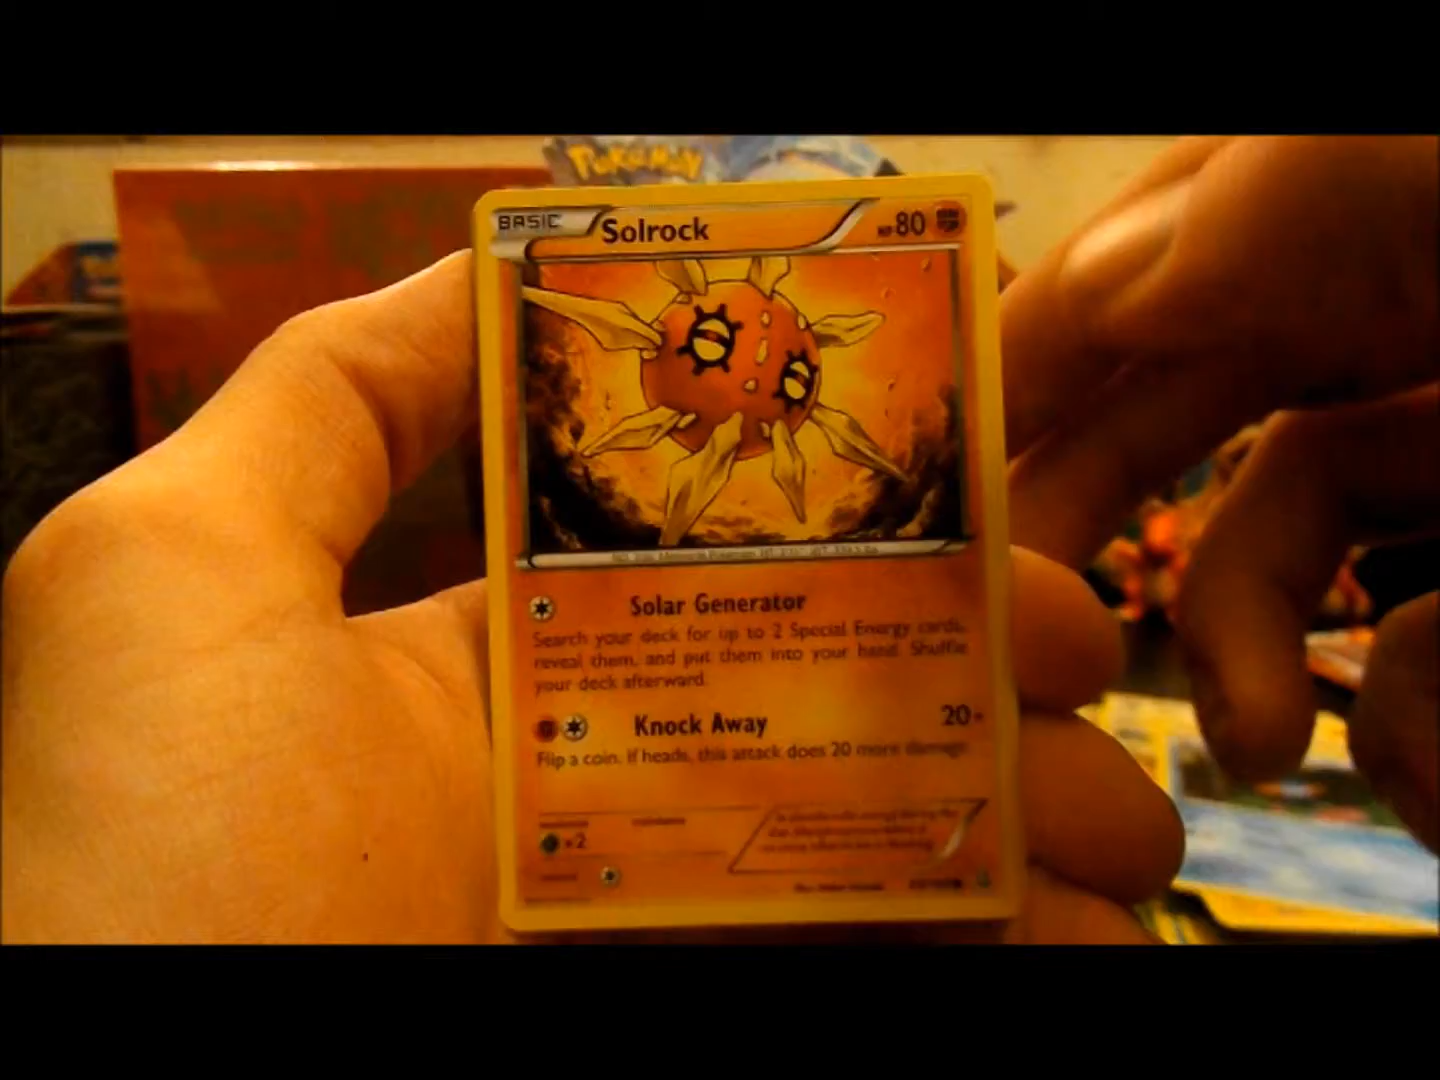 Pokémon
BASIC Solrock HP80
Solar Generator
Search your deck for up to 2 Special Energy cards,
reveal them, and put them into your hand. Shuffle
your deck afterward.
Knock Away 20+
Flip a coin. If heads, this attack does 20 more damage.
×2